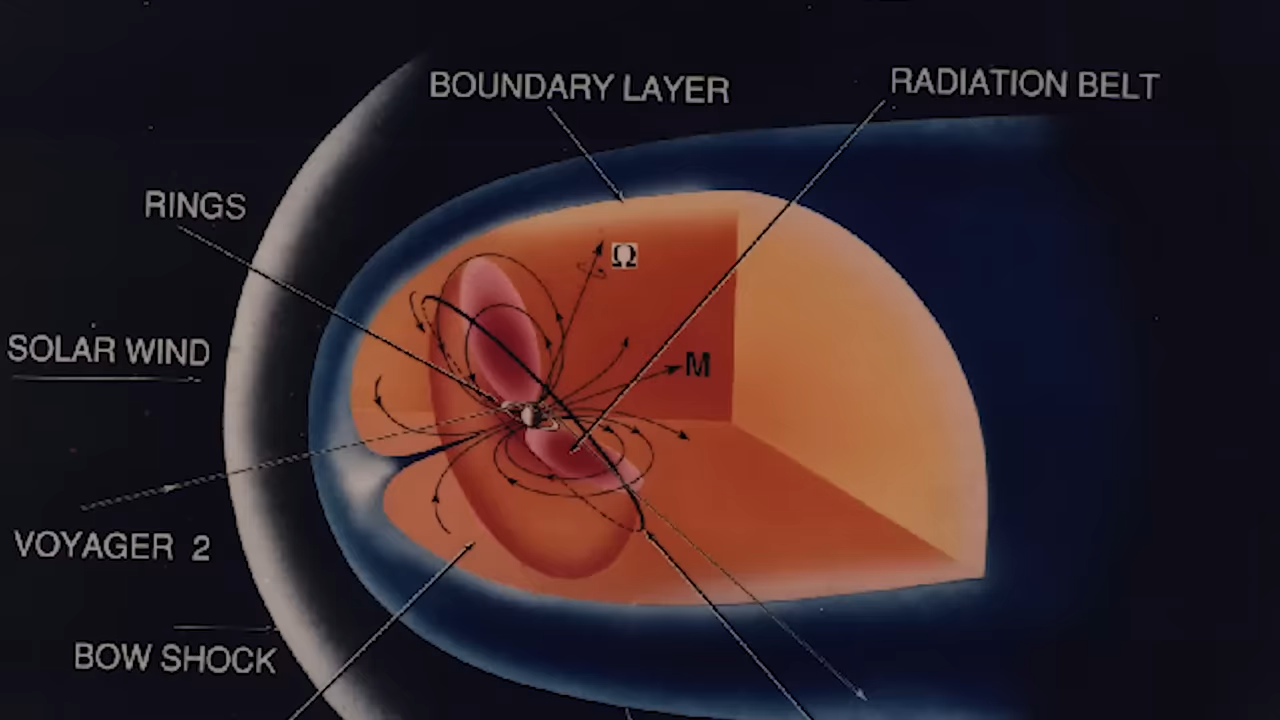 BOUNDARY LAYER
RADIATION BELT
RINGS
Ω
SOLAR WIND
M
VOYAGER 2
BOW SHOCK